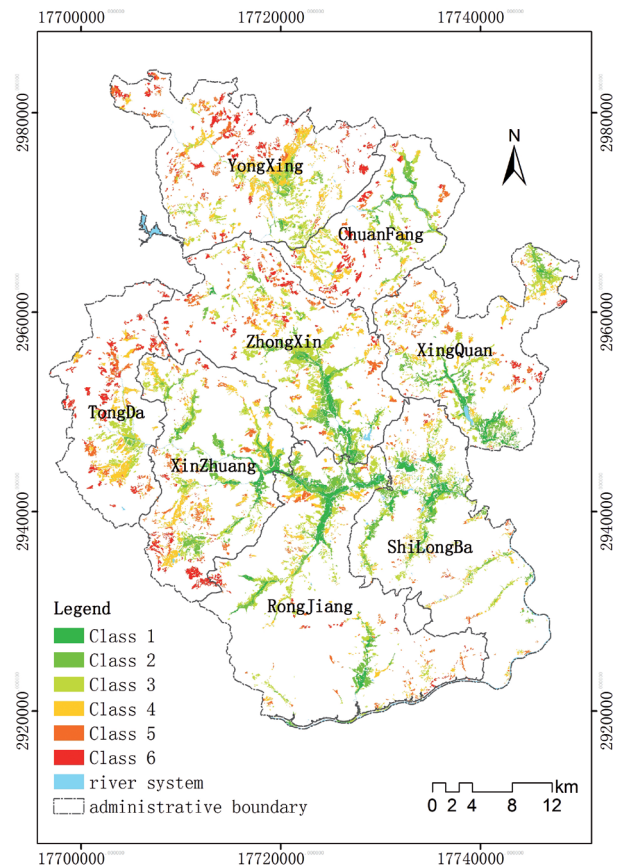 17700000 17720000 17740000
2980000 2980000
N
YongXing
ChuanFang
2960000 2960000
ZhongXin
XingQuan
TongDa
XinZhuang
2940000 2940000
ShiLongBa
RongJiang
Legend
Class 1
Class 2
Class 3
Class 4
Class 5
Class 6
river system
administrative boundary
2920000 2920000
km
0 2 4 8 12
17700000 17720000 17740000